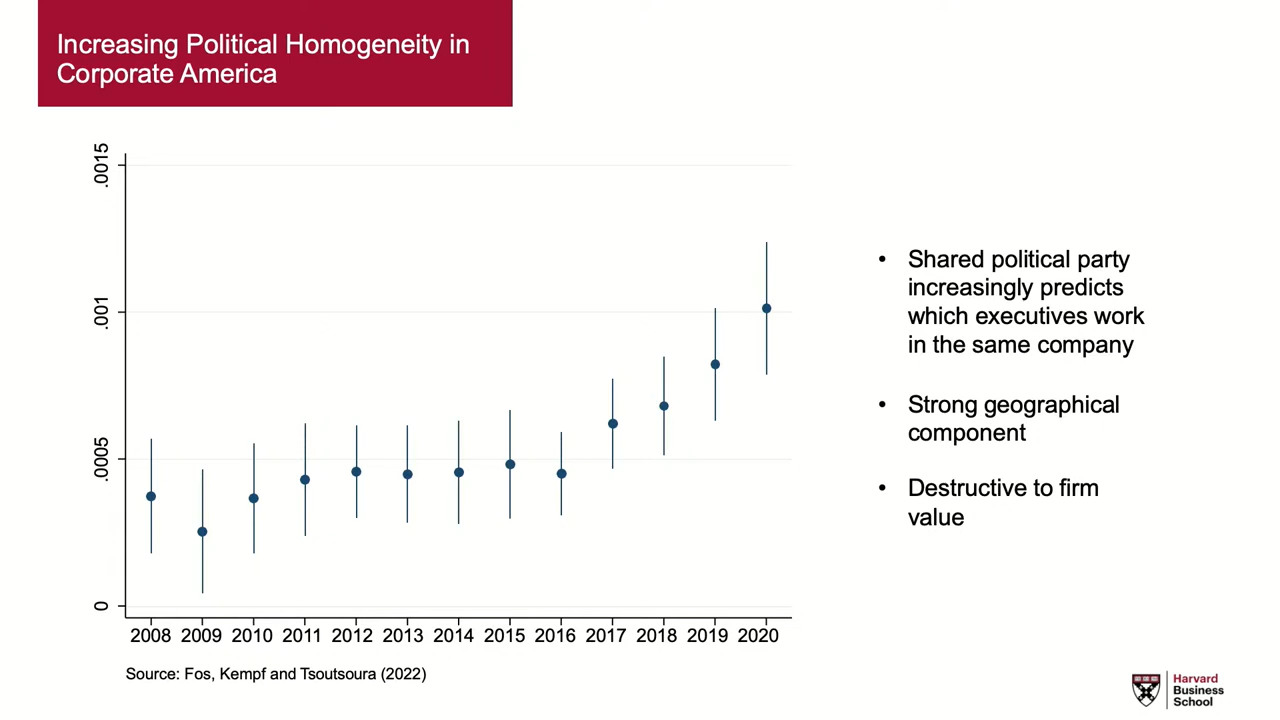 Increasing Political Homogeneity in
Corporate America
.0015
.001
.0005
0
2008 2009 2010 2011 2012 2013 2014 2015 2016 2017 2018 2019 2020
Source: Fos, Kempf and Tsoutsoura (2022)
• Shared political party
increasingly predicts
which executives work
in the same company
• Strong geographical
component
• Destructive to firm
value
Harvard
Business
School